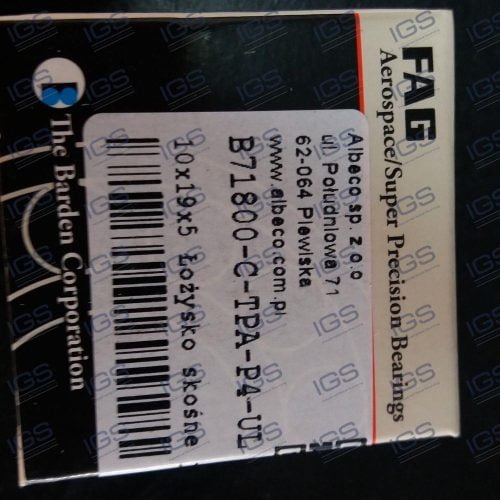 FAG
Aerospace/Super Precision Bearings
Albeco sp. z o.o
ul. Południowa 71
62-064 Plewiska
www.albeco.com.pl
B71800-C-TPA-P4-UL
10x19x5 Łożysko skośne
The Barden Corporation
IGS